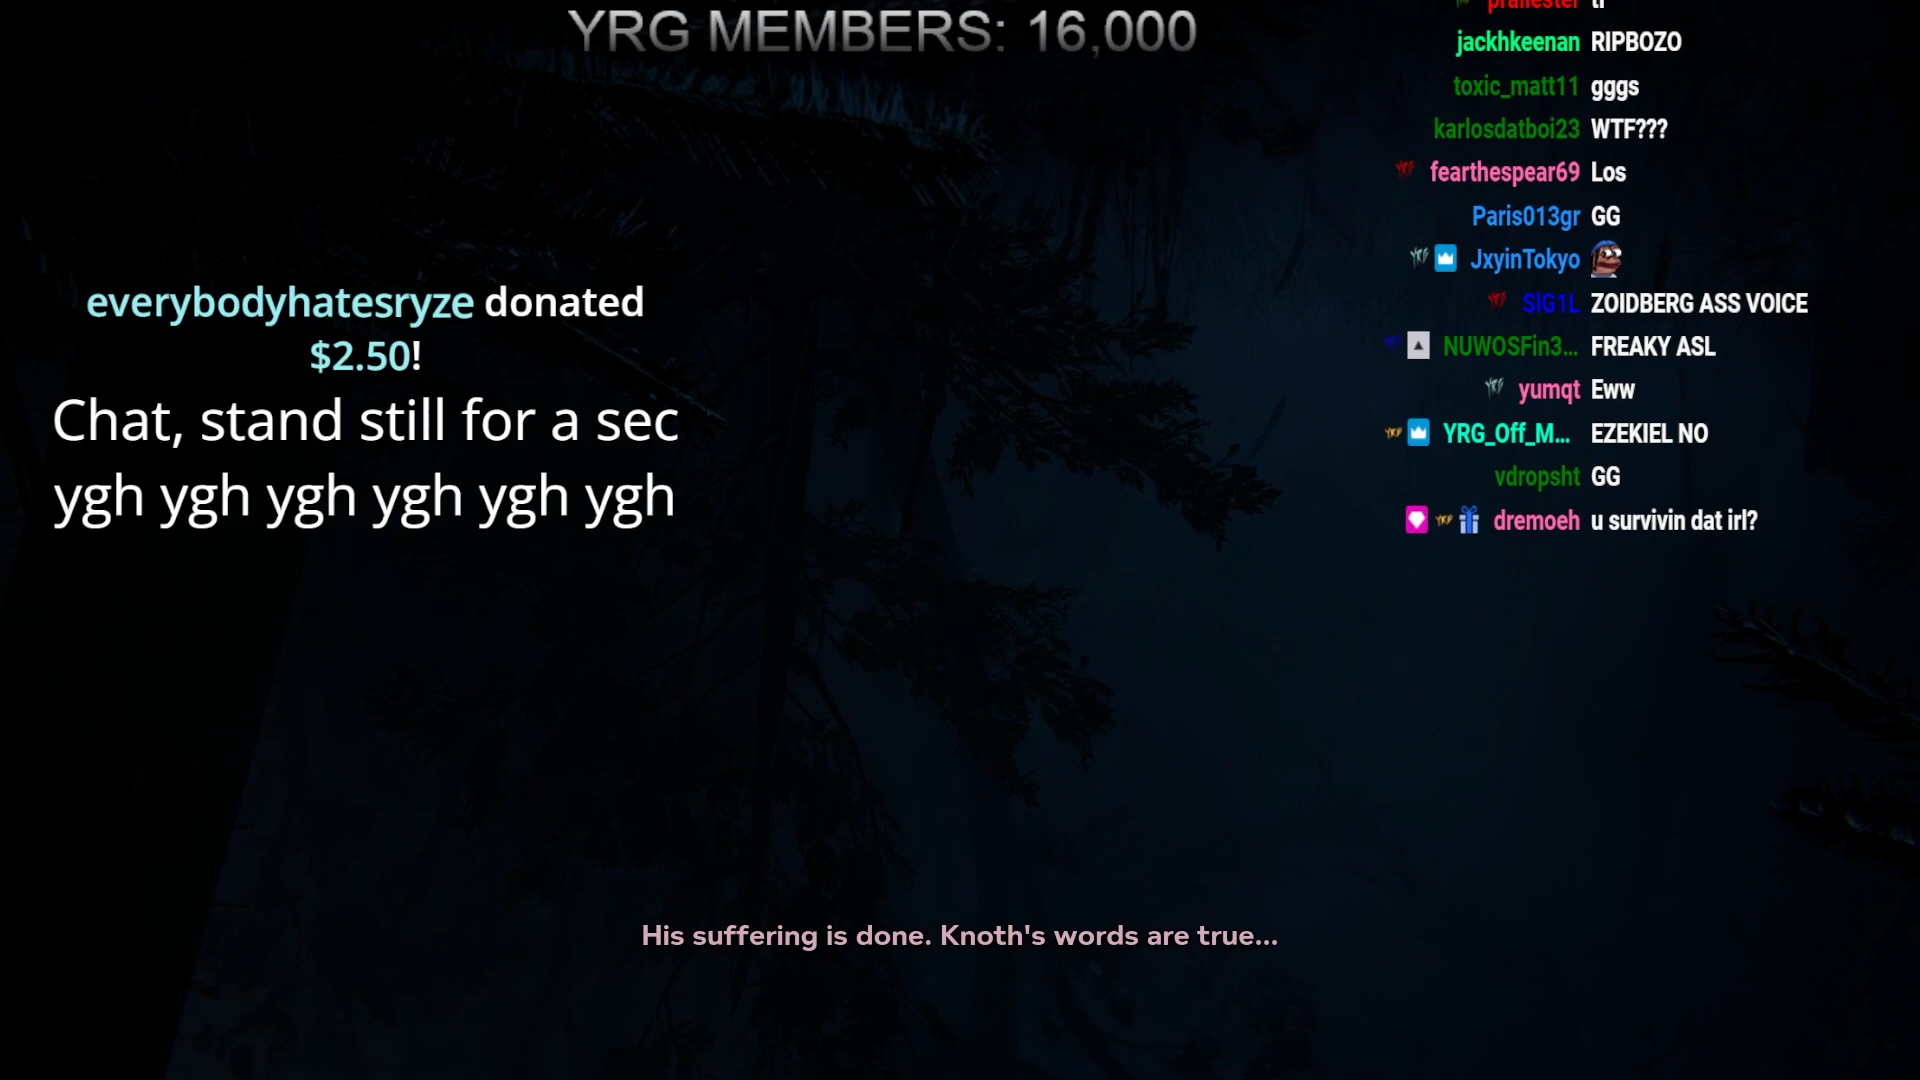 YRG MEMBERS: 16,000
jackhkeenan RIPBOZO
toxic_matt11 gggs
karlosdatboi23 WTF???
fearthespear69 Los
Paris013gr GG
JxyinTokyo
SIG1L ZOIDBERG ASS VOICE
NUWOSFin3... FREAKY ASL
yumqt Eww
YRG_Off_M... EZEKIEL NO
vdropsht GG
dremoeh u survivin dat irl?
everybodyhatesryze donated
$2.50!
Chat, stand still for a sec
ygh ygh ygh ygh ygh ygh
His suffering is done. Knoth's words are true...